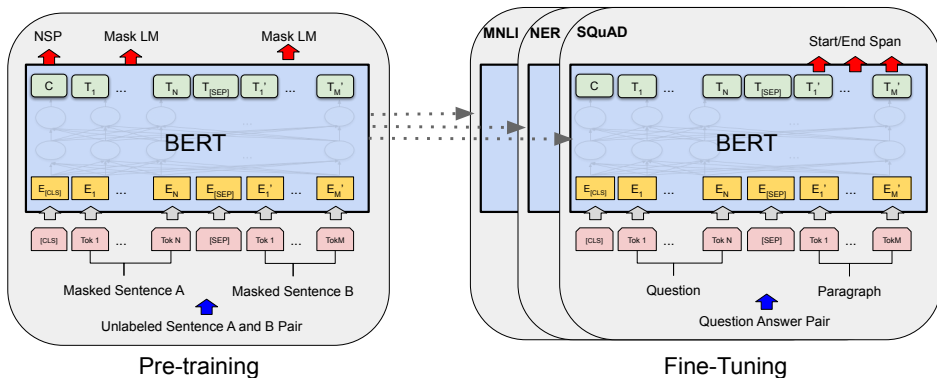 NSP Mask LM Mask LM
C T1 ... TN T[SEP] T1' ... TM'
BERT
E[CLS] E1 ... EN E[SEP] E1' ... EM'
[CLS] Tok 1 ... Tok N [SEP] Tok 1 ... TokM
Masked Sentence A Masked Sentence B
Unlabeled Sentence A and B Pair
Pre-training
MNLI NER SQuAD
Start/End Span
C T1 ... TN T[SEP] T1' ... TM'
BERT
E[CLS] E1 ... EN E[SEP] E1' ... EM'
[CLS] Tok 1 ... Tok N [SEP] Tok 1 ... TokM
Question Paragraph
Question Answer Pair
Fine-Tuning